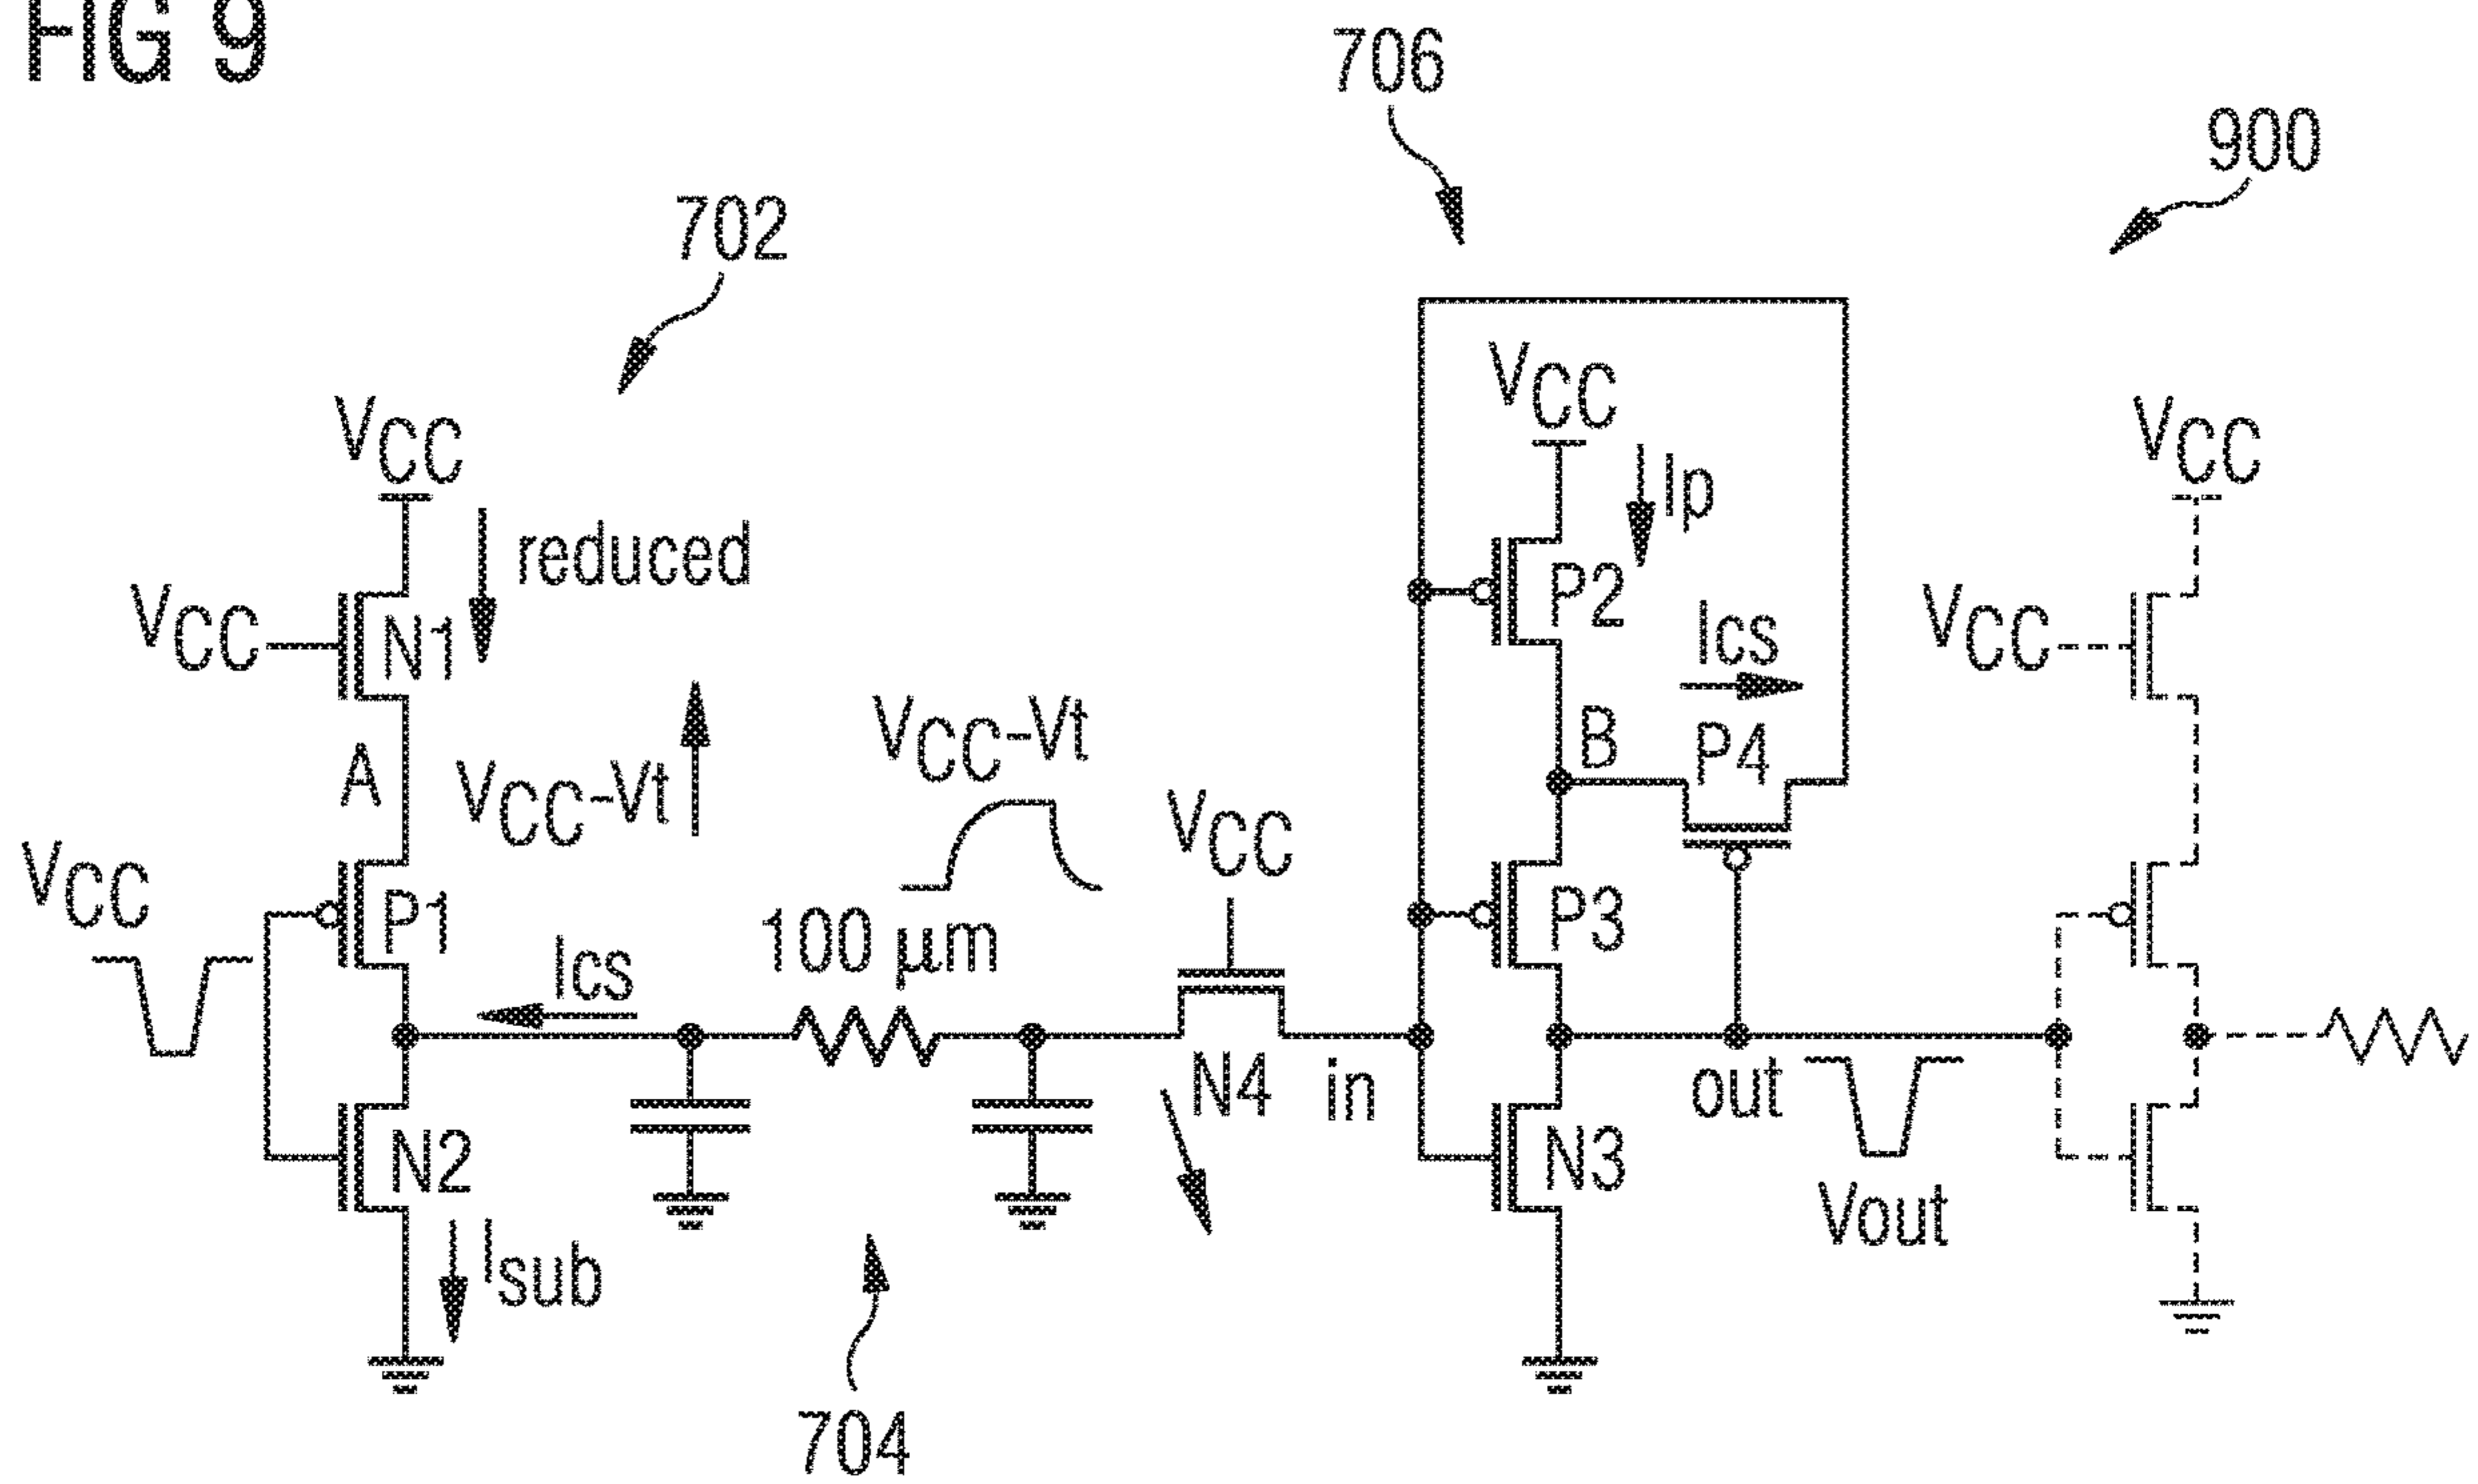 FIG 9
706
900
702
VCC
reduced
VCC
N1
A
VCC-Vt
VCC
P1
Ics
N2
Isub
VCC-Vt
100 μm
704
VCC
N4
in
VCC
Ip
P2
Ics
B
P4
P3
N3
out
Vout
VCC
VCC